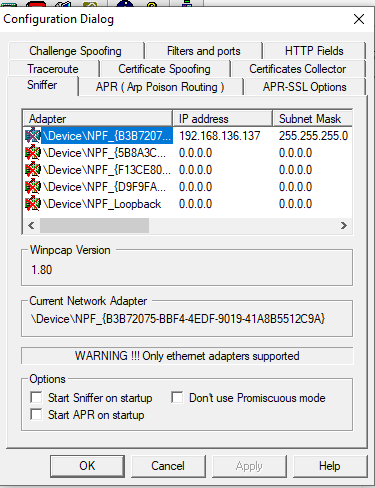 Configuration Dialog
Challenge Spoofing Filters and ports HTTP Fields
Traceroute Certificate Spoofing Certificates Collector
Sniffer APR ( Arp Poison Routing ) APR-SSL Options
Adapter IP address Subnet Mask
\Device\NPF_{B3B7207... 192.168.136.137 255.255.255.0
\Device\NPF_{5B8A3C... 0.0.0.0 0.0.0.0
\Device\NPF_{F13CE80... 0.0.0.0 0.0.0.0
\Device\NPF_{D9F9FA... 0.0.0.0 0.0.0.0
\Device\NPF_Loopback 0.0.0.0 0.0.0.0
Winpcap Version
1.80
Current Network Adapter
\Device\NPF_{B3B72075-BBF4-4EDF-9019-41A8B5512C9A}
WARNING !!! Only ethernet adapters supported
Options
Start Sniffer on startup Don't use Promiscuous mode
Start APR on startup
OK Cancel Apply Help